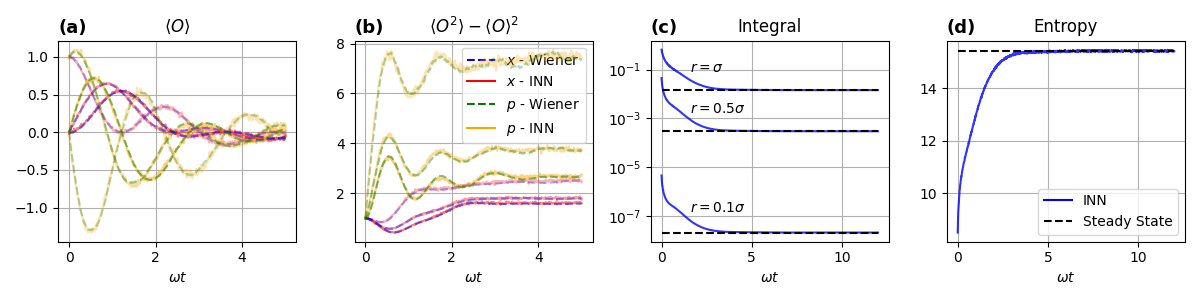 (a) ⟨O⟩
1.0
0.5
0.0
−0.5
−1.0
0 2 4
ωt
(b) ⟨O²⟩ − ⟨O⟩²
8
6
4
2
x - Wiener
x - INN
p - Wiener
p - INN
0 2 4
ωt
(c) Integral
10⁻¹
10⁻³
10⁻⁵
10⁻⁷
r = σ
r = 0.5σ
r = 0.1σ
0 5 10
ωt
(d) Entropy
14
12
10
INN
Steady State
0 5 10
ωt